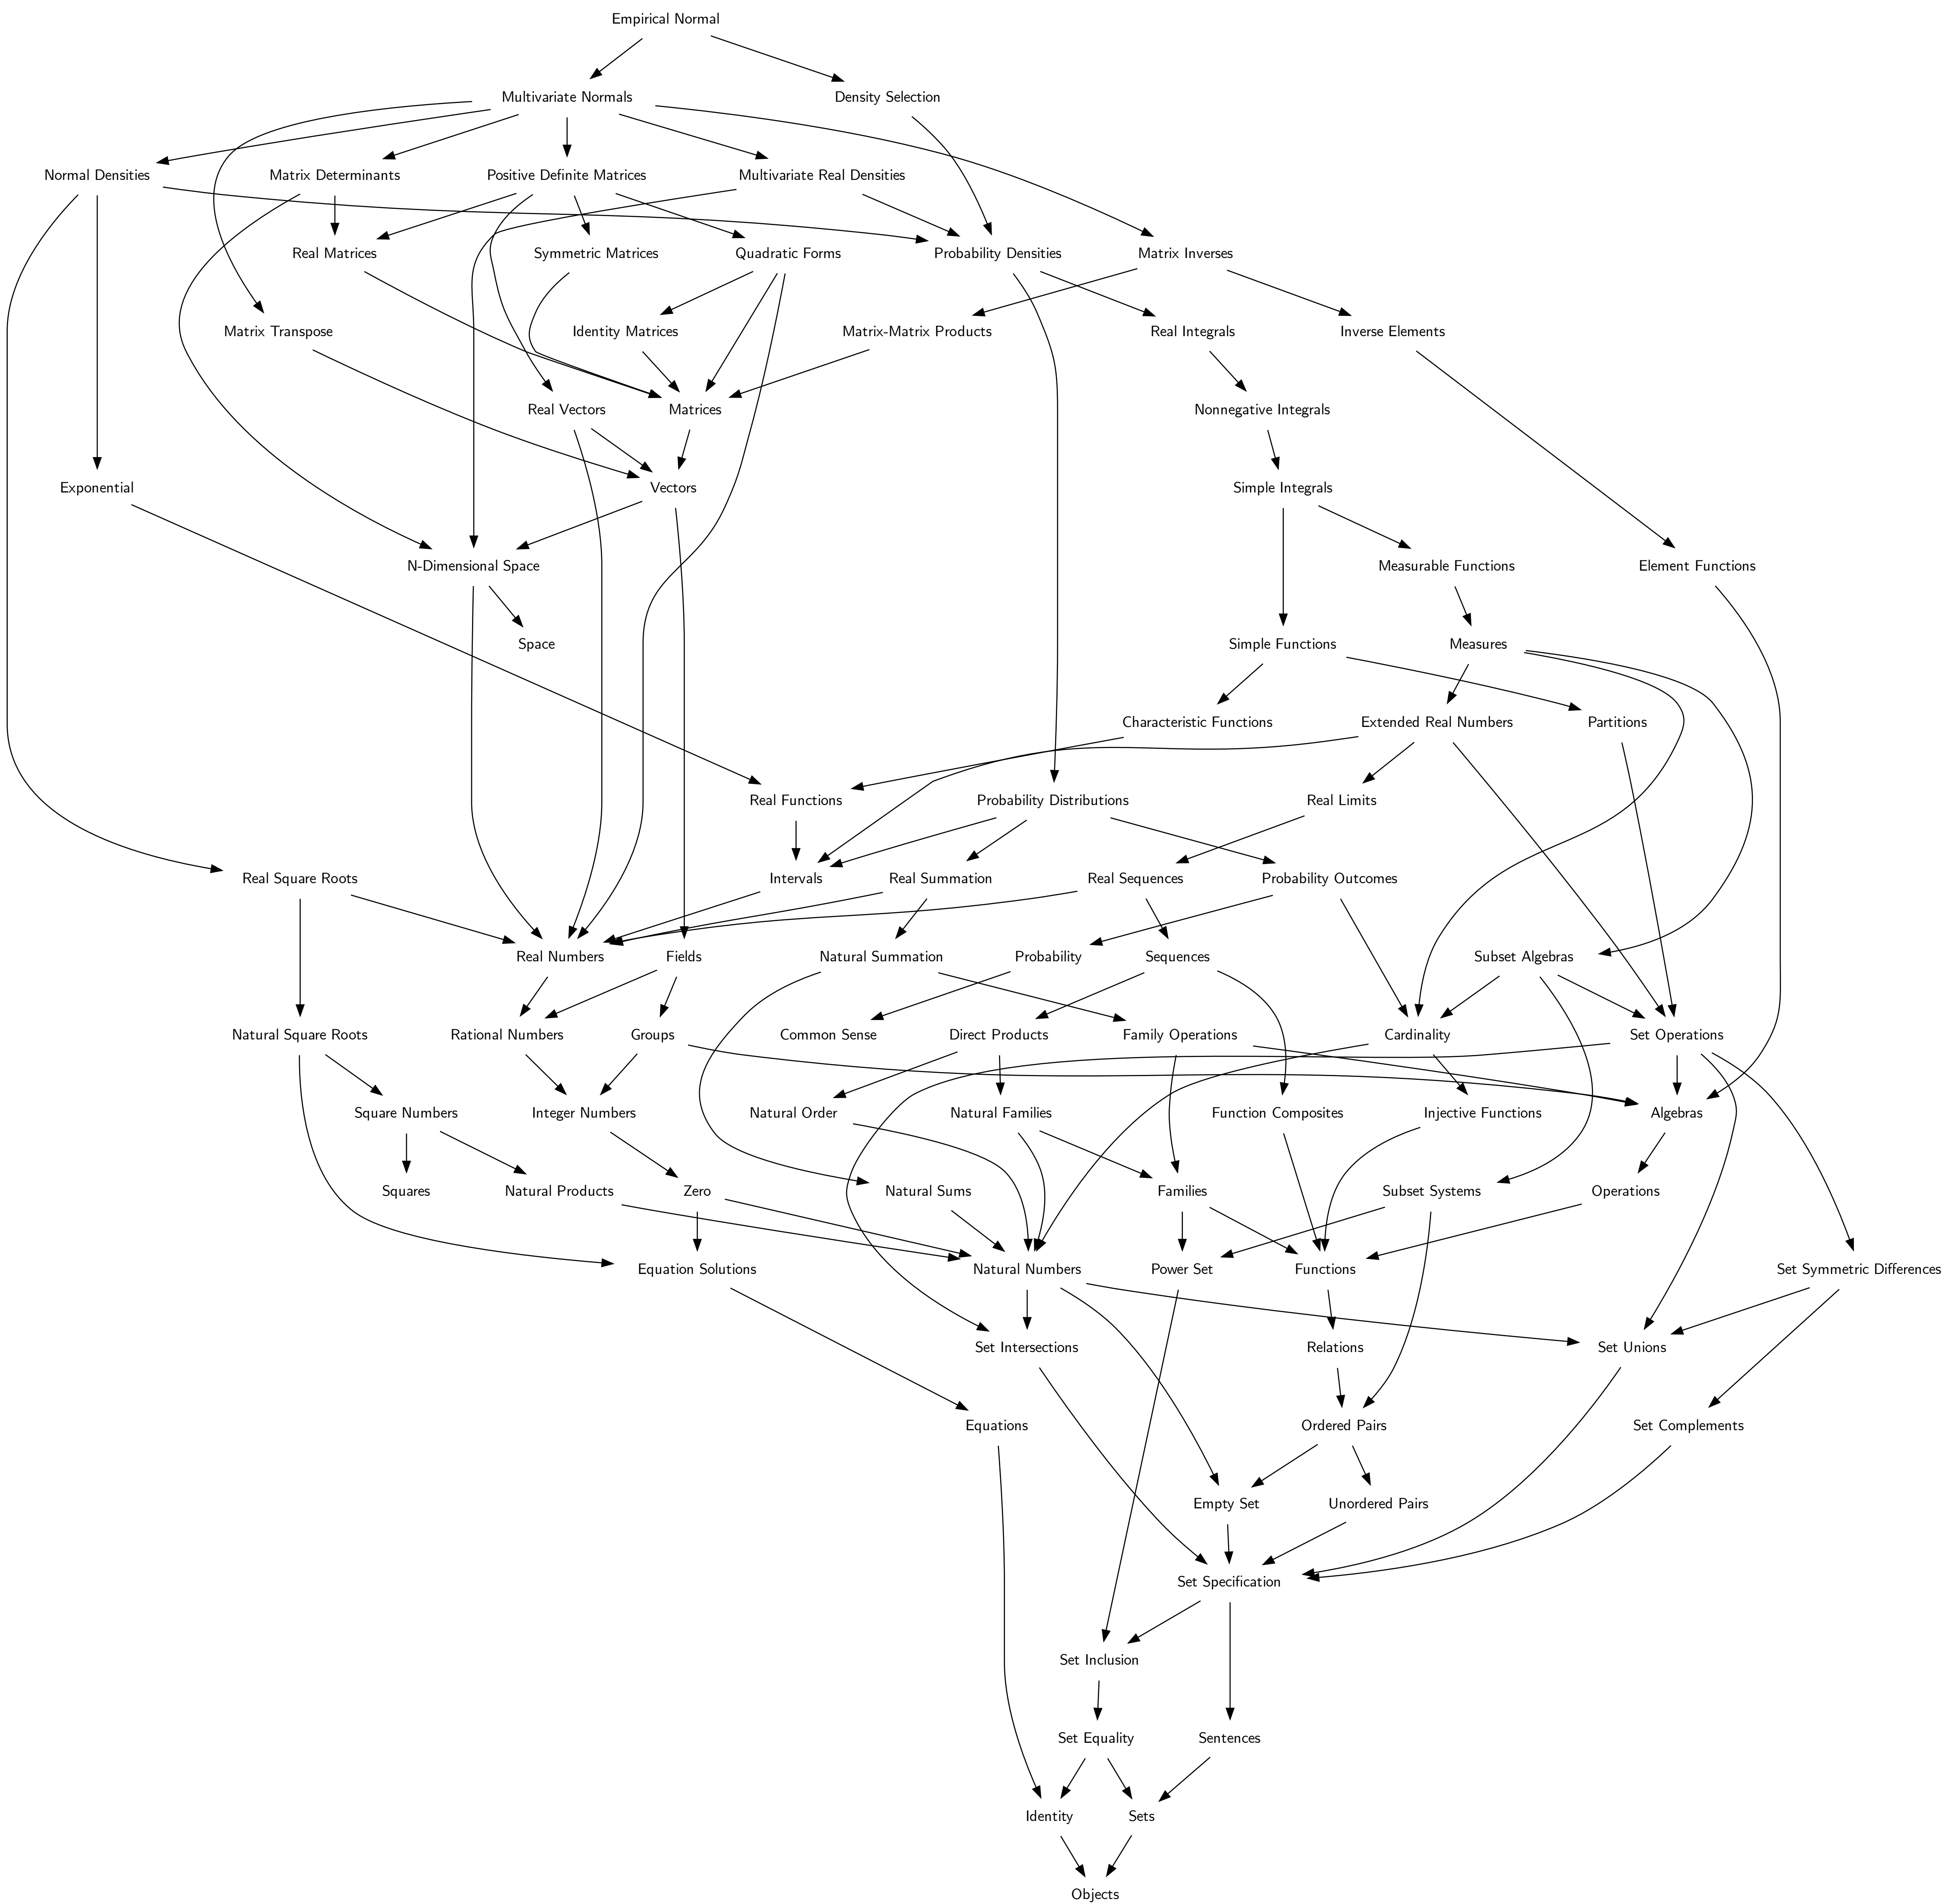 Empirical Normal
Multivariate Normals
Density Selection
Normal Densities
Matrix Determinants
Positive Definite Matrices
Multivariate Real Densities
Real Matrices
Symmetric Matrices
Quadratic Forms
Probability Densities
Matrix Inverses
Matrix Transpose
Identity Matrices
Matrix-Matrix Products
Real Integrals
Inverse Elements
Real Vectors
Matrices
Nonnegative Integrals
Exponential
Vectors
Simple Integrals
N-Dimensional Space
Measurable Functions
Element Functions
Space
Simple Functions
Measures
Characteristic Functions
Extended Real Numbers
Partitions
Real Functions
Probability Distributions
Real Limits
Real Square Roots
Intervals
Real Summation
Real Sequences
Probability Outcomes
Real Numbers
Fields
Natural Summation
Probability
Sequences
Subset Algebras
Natural Square Roots
Rational Numbers
Groups
Common Sense
Direct Products
Family Operations
Cardinality
Set Operations
Square Numbers
Integer Numbers
Natural Order
Natural Families
Function Composites
Injective Functions
Algebras
Squares
Natural Products
Zero
Natural Sums
Families
Subset Systems
Operations
Equation Solutions
Natural Numbers
Power Set
Functions
Set Symmetric Differences
Set Intersections
Relations
Set Unions
Equations
Ordered Pairs
Set Complements
Empty Set
Unordered Pairs
Set Specification
Set Inclusion
Set Equality
Sentences
Identity
Sets
Objects